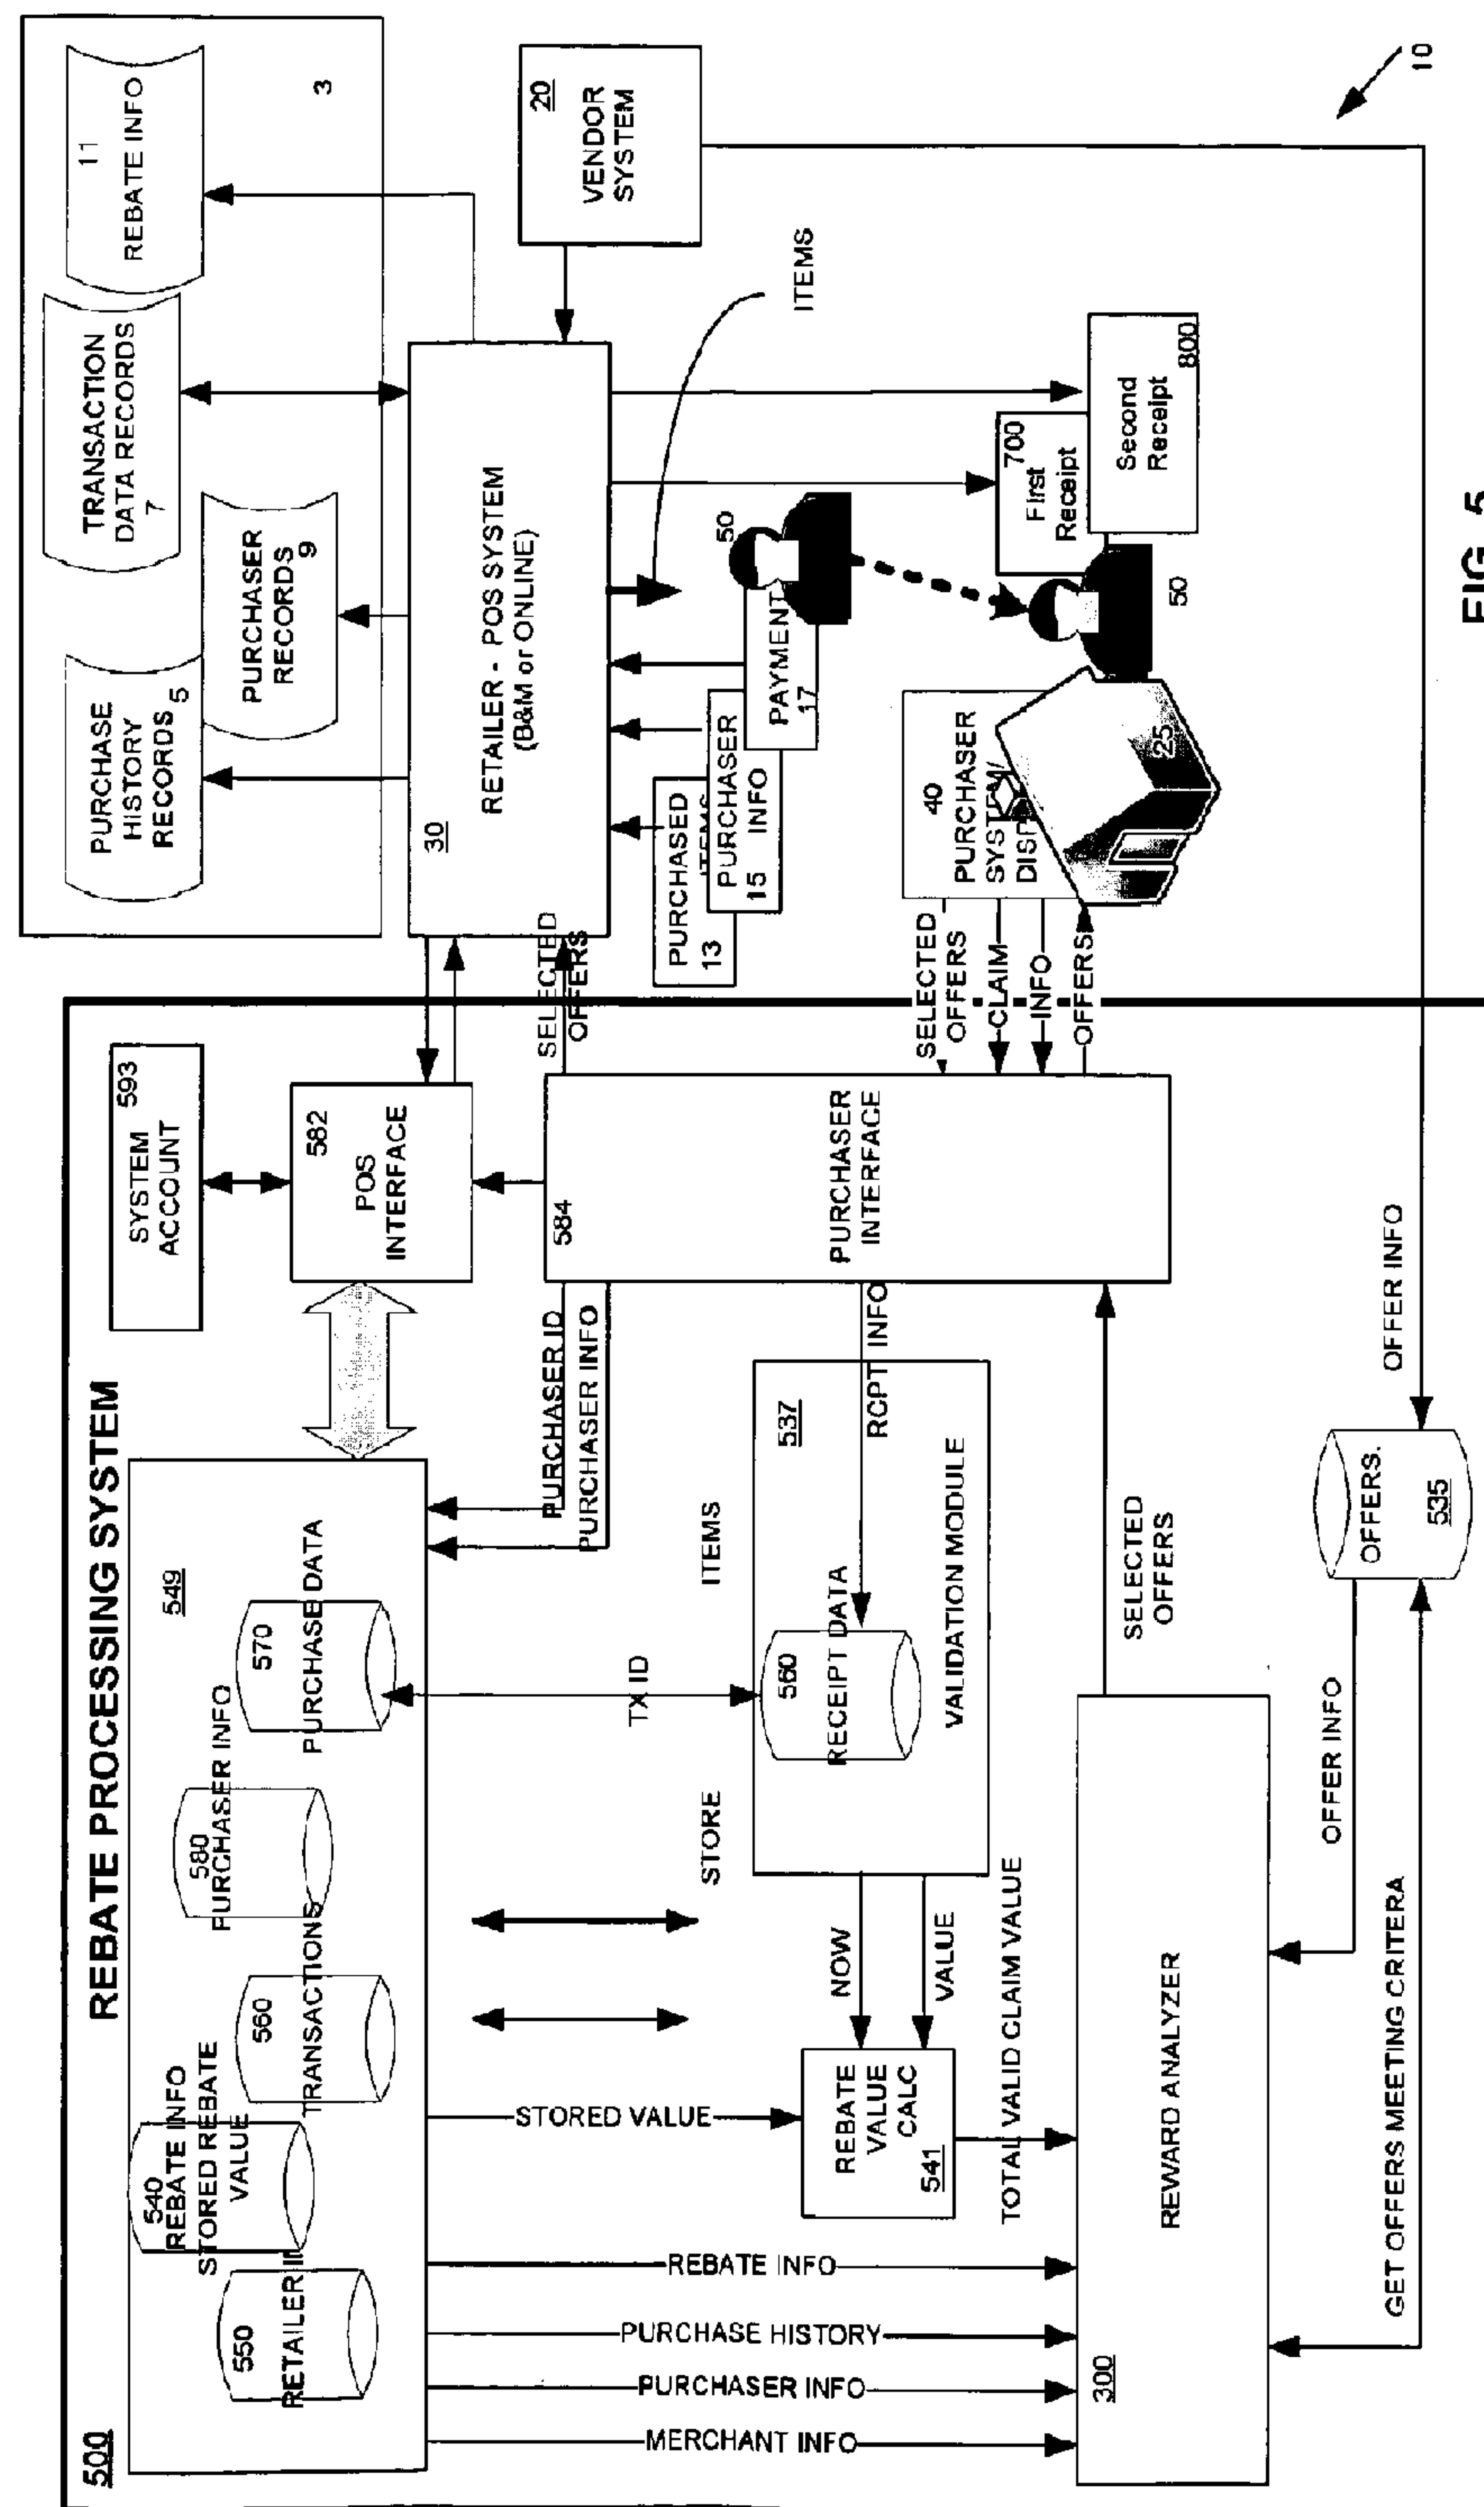 REBATE PROCESSING SYSTEM
500
549
550
RETAILER
540
REBATE INFO
STORED REBATE
VALUE
560
TRANSACTIONS
580
PURCHASER INFO
570
PURCHASE DATA
SYSTEM
ACCOUNT
593
582
POS
INTERFACE
584
PURCHASER
INTERFACE
PURCHASER ID
PURCHASER INFO
SELECTED
OFFERS
STORE
ITEMS
TX ID
RCPT INFO
537
560
RECEIPT DATA
VALIDATION MODULE
NOW
VALUE
STORED VALUE
REBATE
VALUE
CALC
541
TOTAL VALID CLAIM VALUE
REBATE INFO
PURCHASE HISTORY
PURCHASER INFO
MERCHANT INFO
300
REWARD ANALYZER
SELECTED
OFFERS
OFFER INFO
GET OFFERS MEETING CRITERA
OFFERS.
535
OFFER INFO
PURCHASE
HISTORY
RECORDS 5
PURCHASER
RECORDS 9
TRANSACTION
DATA RECORDS
7
11
REBATE INFO
3
30
RETAILER - POS SYSTEM
(B&M or ONLINE)
20
VENDOR
SYSTEM
ITEMS
PURCHASED
ITEMS
13
PURCHASER
15 INFO
PAYMENT
17
50
700
First
Receipt
Second
Receipt
800
50
40
PURCHASER
SYSTEM/
DISP
25
SELECTED
OFFERS
CLAIM
INFO
OFFERS
10
FIG. 5